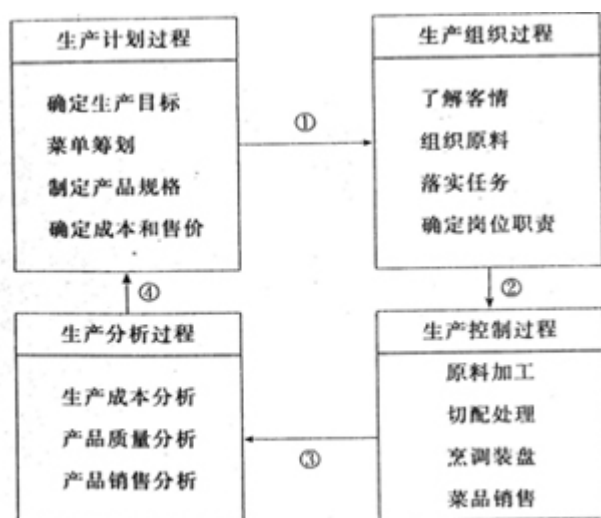 生产计划过程
确定生产目标
菜单筹划
制定产品规格
确定成本和售价
①
生产组织过程
了解客情
组织原料
落实任务
确定岗位职责
②
生产控制过程
原料加工
切配处理
烹调装盘
菜品销售
③
生产分析过程
生产成本分析
产品质量分析
产品销售分析
④